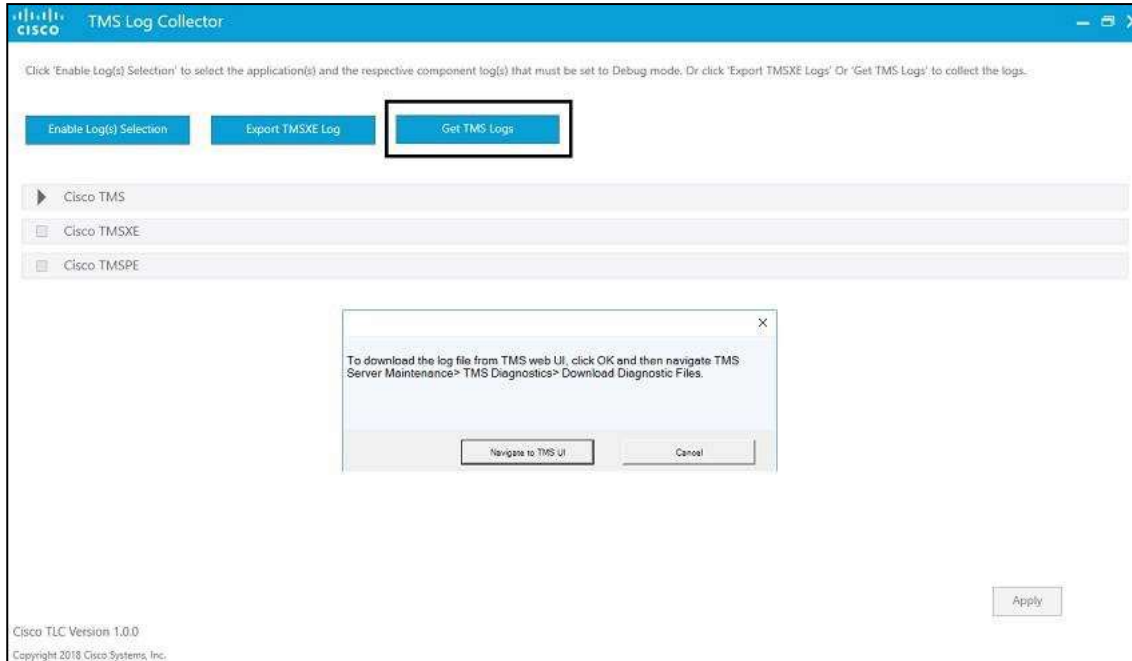 cisco TMS Log Collector
Click 'Enable Log(s) Selection' to select the application(s) and the respective component log(s) that must be set to Debug mode. Or click 'Export TMSXE Logs' Or 'Get TMS Logs' to collect the logs.
Enable Log(s) Selection Export TMSXE Log Get TMS Logs
Cisco TMS
Cisco TMSXE
Cisco TMSPE
To download the log file from TMS web UI, click OK and then navigate TMS
Server Maintenance> TMS Diagnostics> Download Diagnostic Files.
Navigate to TMS UI Cancel
Apply
Cisco TLC Version 1.0.0
Copyright 2018 Cisco Systems, Inc.